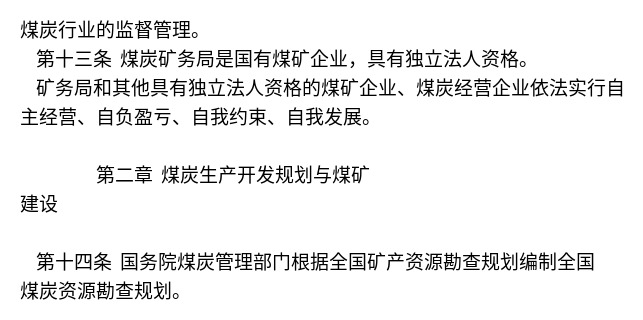 煤炭行业的监督管理。
第十三条 煤炭矿务局是国有煤矿企业，具有独立法人资格。
矿务局和其他具有独立法人资格的煤矿企业、煤炭经营企业依法实行自
主经营、自负盈亏、自我约束、自我发展。
第二章 煤炭生产开发规划与煤矿
建设
第十四条 国务院煤炭管理部门根据全国矿产资源勘查规划编制全国
煤炭资源勘查规划。